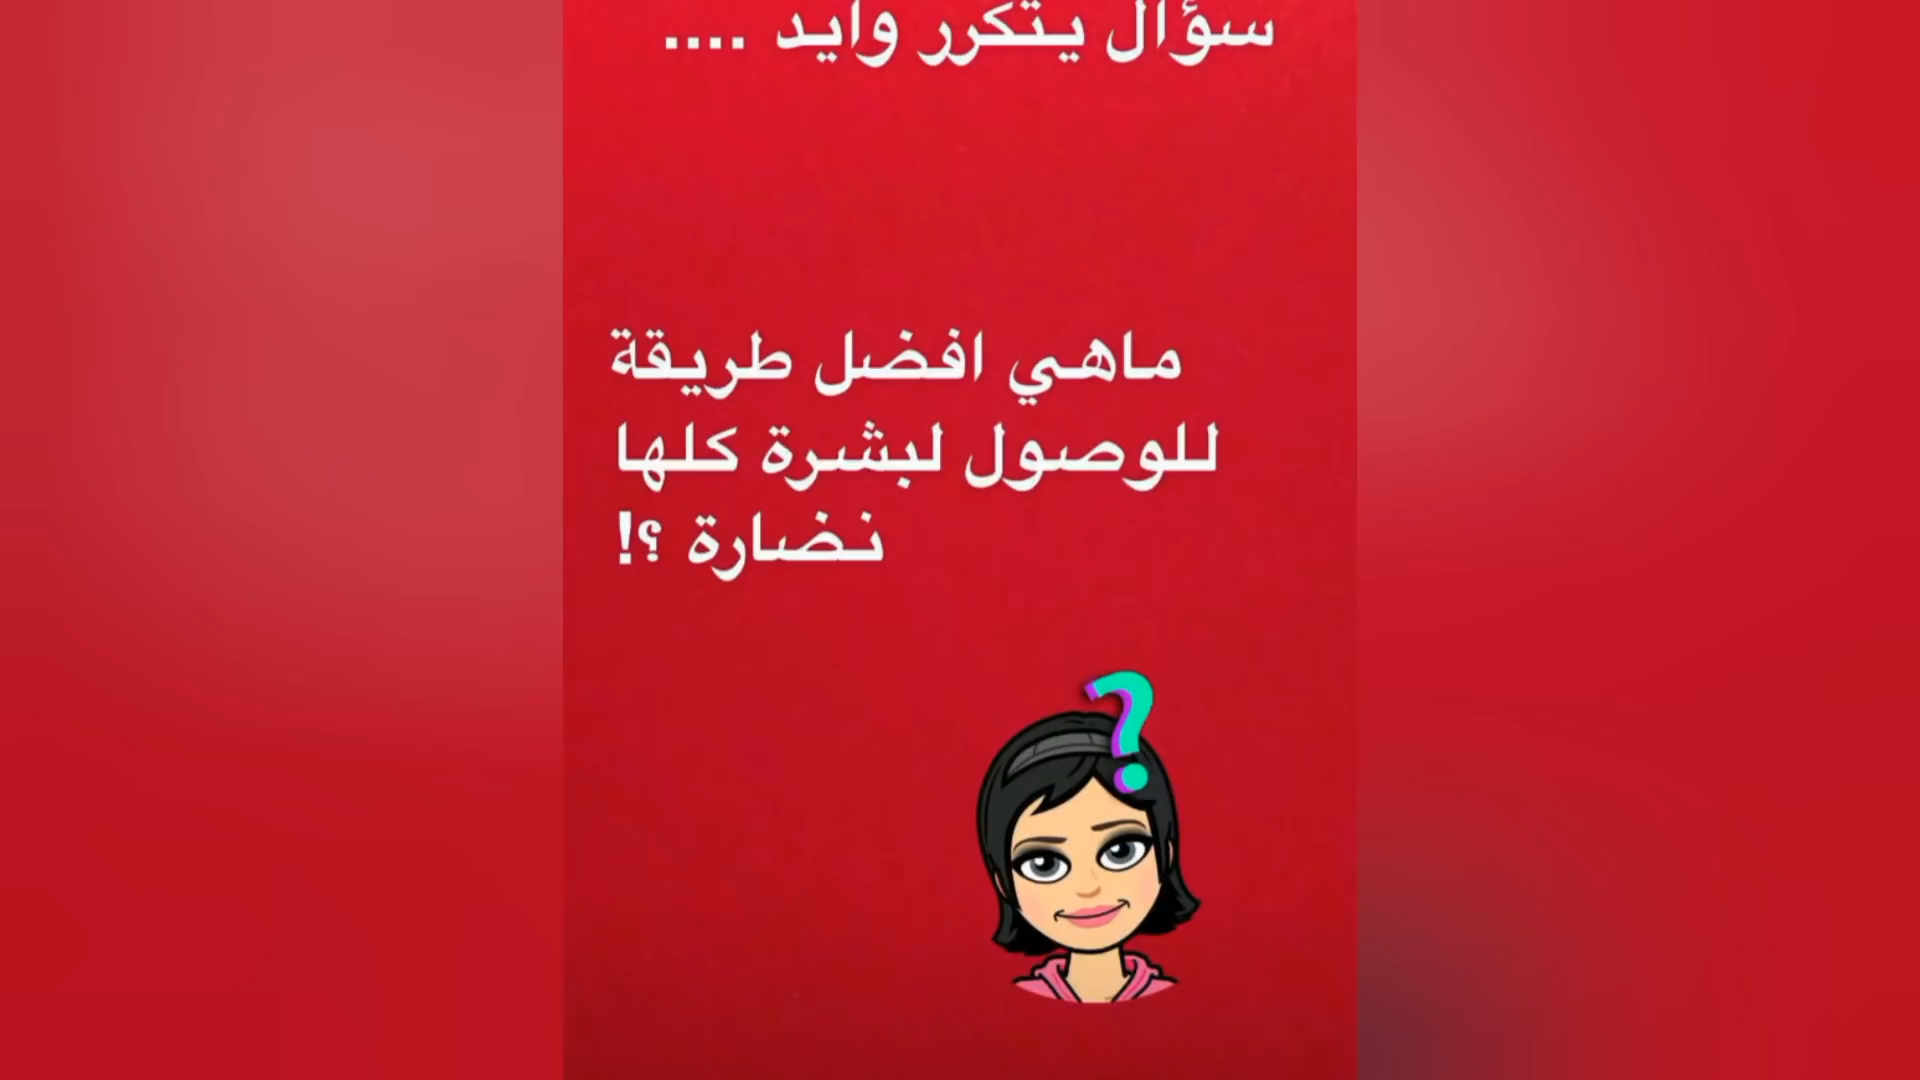 سؤال يتكرر وايد ....
ماهي افضل طريقة
للوصول لبشرة كلها
نضارة ؟!